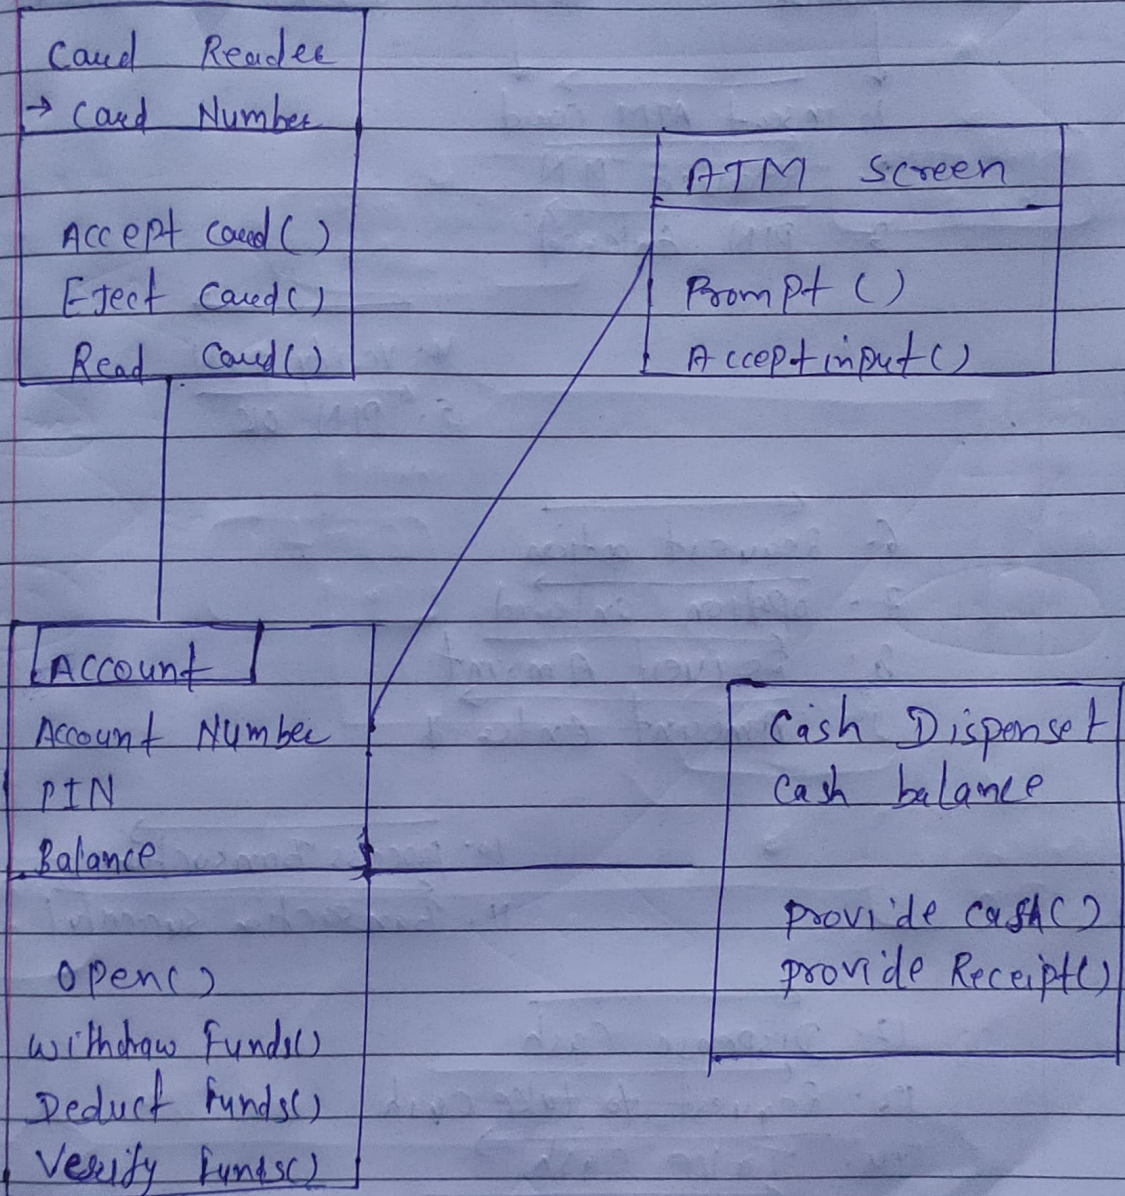 Card Reader
→ Card Number
Accept Card()
Eject Card()
Read Card()
ATM Screen
Prompt ()
Accept input()
Account
Account Number
PIN
Balance
Open()
Withdraw Funds()
Deduct Funds()
Verify Funds()
Cash Dispenser
Cash balance
provide cash()
provide Receipt()